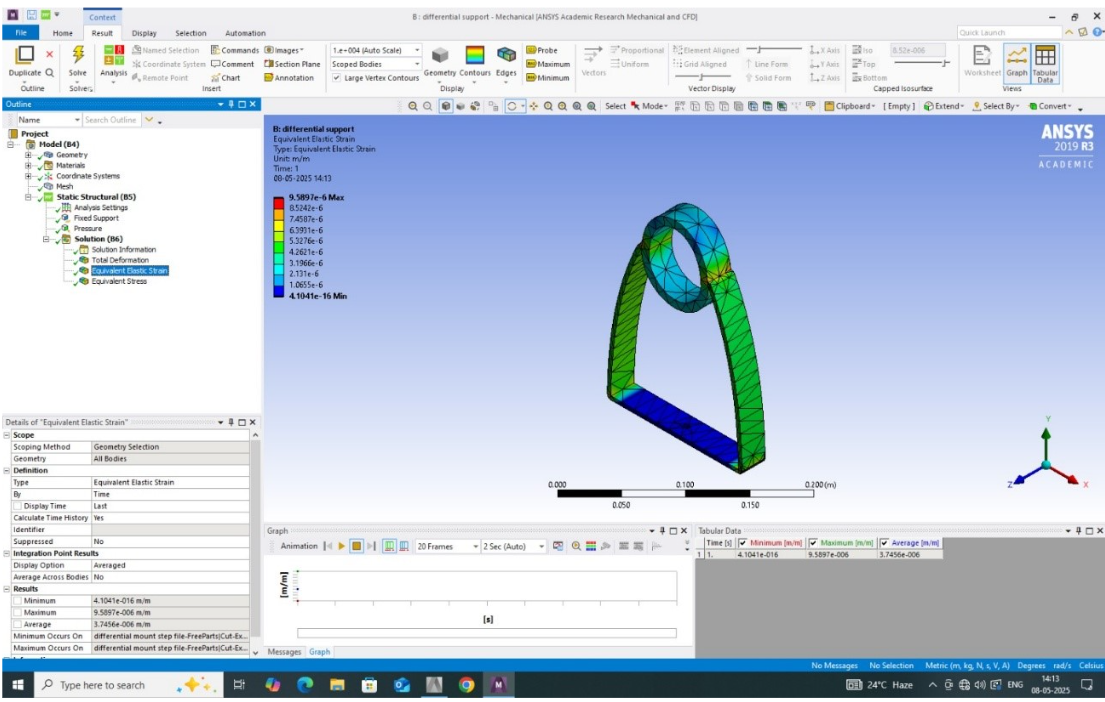 Context
B : differential support - Mechanical [ANSYS Academic Research Mechanical and CFD]
File Home Result Display Selection Automation
Quick Launch
Duplicate Q
Outline
Solve
Solver
Analysis
Named Selection
Coordinate System
Remote Point
Commands
Comment
Chart
Images
Section Plane
Annotation
Insert
1.e+004 (Auto Scale)
Scoped Bodies
Large Vertex Contours
Geometry Contours Edges
Display
Probe
Maximum
Minimum
Vectors
Proportional
Uniform
Element Aligned
Grid Aligned
Line Form
Solid Form
X Axis
Y Axis
Z Axis
Vector Display
Iso
Top
Bottom
8.52e-006
Capped Isosurface
Worksheet Graph Tabular Data
Views
Outline
Name
Search Outline
Select Mode
Clipboard [ Empty ] Extend Select By Convert
Project
Model (B4)
Geometry
Materials
Coordinate Systems
Mesh
Static Structural (B5)
Analysis Settings
Fixed Support
Pressure
Solution (B6)
Solution Information
Total Deformation
Equivalent Elastic Strain
Equivalent Stress
B: differential support
Equivalent Elastic Strain
Type: Equivalent Elastic Strain
Unit: m/m
Time: 1
08-05-2025 14:13
9.5897e-6 Max
8.5242e-6
7.4587e-6
6.3931e-6
5.3276e-6
4.2621e-6
3.1966e-6
2.131e-6
1.0655e-6
4.1041e-16 Min
ANSYS
2019 R3
ACADEMIC
0.000 0.100 0.200 (m)
0.050 0.150
Y
Z X
Details of "Equivalent Elastic Strain"
Scope
Scoping Method Geometry Selection
Geometry All Bodies
Definition
Type Equivalent Elastic Strain
By Time
Display Time Last
Calculate Time History Yes
Identifier
Suppressed No
Integration Point Results
Display Option Averaged
Average Across Bodies No
Results
Minimum 4.1041e-016 m/m
Maximum 9.5897e-006 m/m
Average 3.7456e-006 m/m
Minimum Occurs On differential mount step file-FreeParts|Cut-Ex...
Maximum Occurs On differential mount step file-FreeParts|Cut-Ex...
Graph
Animation 20 Frames 2 Sec (Auto)
[m/m]
[s]
Messages Graph
Tabular Data
Time [s] Minimum [m/m] Maximum [m/m] Average [m/m]
1 1. 4.1041e-016 9.5897e-006 3.7456e-006
No Messages No Selection Metric (m, kg, N, s, V, A) Degrees rad/s Celsius
Type here to search
24°C Haze
ENG
14:13
08-05-2025